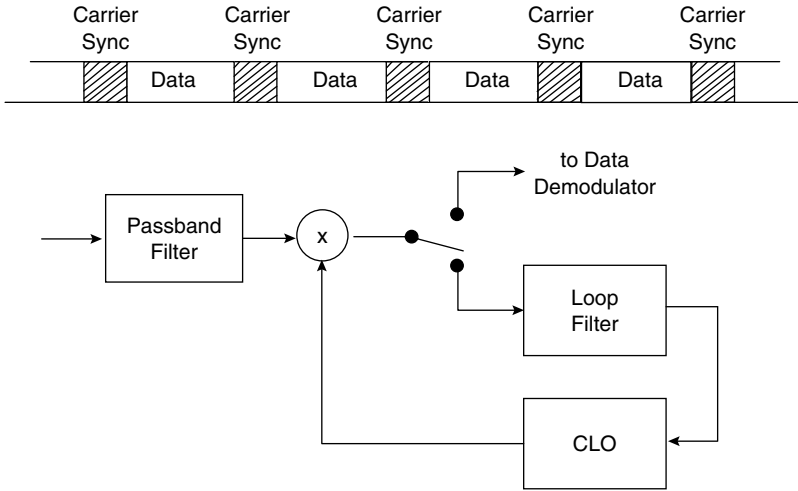 Carrier Carrier Carrier Carrier Carrier
Sync Sync Sync Sync Sync
Data Data Data Data
to Data
Demodulator
Passband
Filter
x
Loop
Filter
CLO